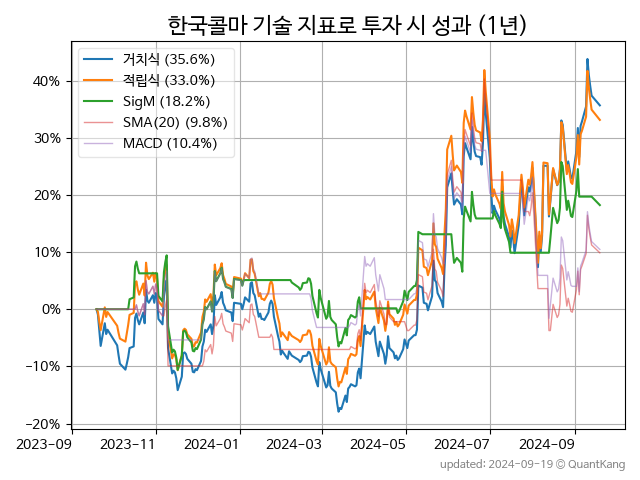 한국콜마 기술 지표로 투자 시 성과 (1년)
거치식 (35.6%)
적립식 (33.0%)
SigM (18.2%)
SMA(20) (9.8%)
MACD (10.4%)
40%
30%
20%
10%
0%
−10%
−20%
2023-09 2023-11 2024-01 2024-03 2024-05 2024-07 2024-09
updated: 2024-09-19 © QuantKang